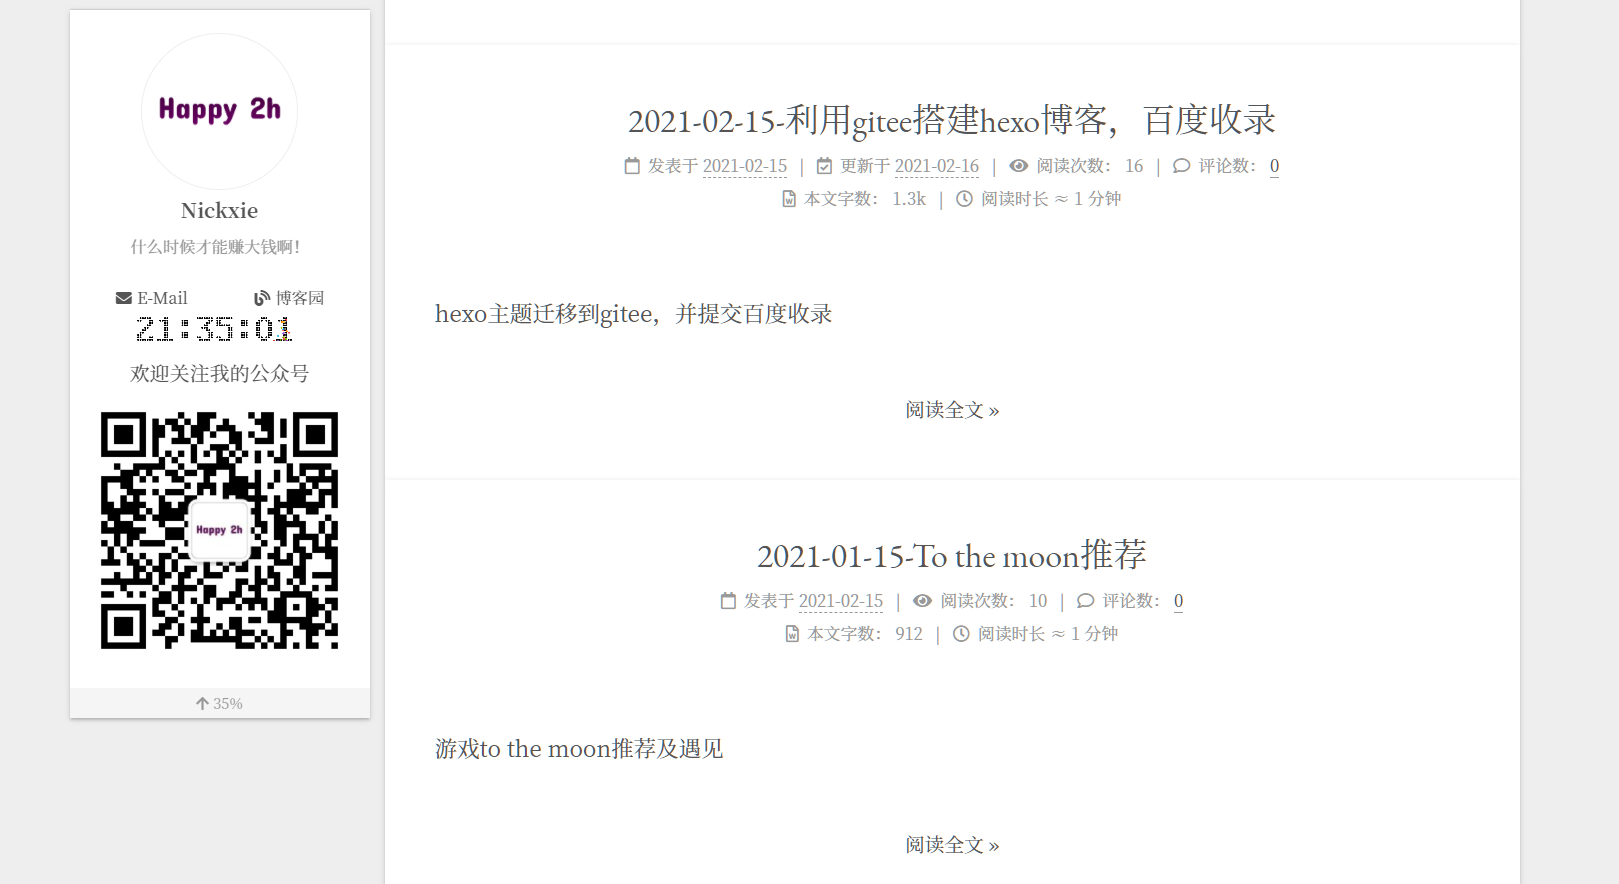 Happy 2h
Nickxie
什么时候才能赚大钱啊！
E-Mail 博客园
21:35:01
欢迎关注我的公众号
Happy 2h
35%
2021-02-15-利用gitee搭建hexo博客，百度收录
发表于 2021-02-15 | 更新于 2021-02-16 | 阅读次数： 16 | 评论数： 0
本文字数： 1.3k | 阅读时长 ≈ 1 分钟
hexo主题迁移到gitee，并提交百度收录
阅读全文 »
2021-01-15-To the moon推荐
发表于 2021-02-15 | 阅读次数： 10 | 评论数： 0
本文字数： 912 | 阅读时长 ≈ 1 分钟
游戏to the moon推荐及遇见
阅读全文 »